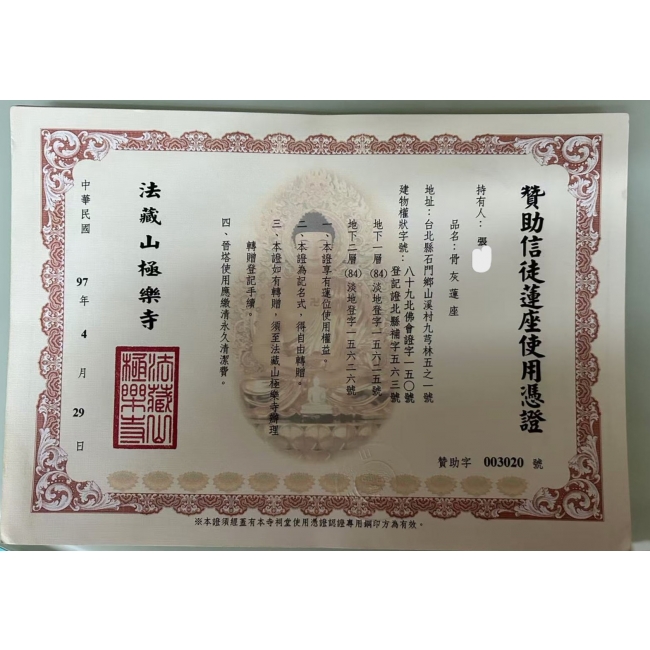 贊助信徒蓮座使用憑證
贊助字 003020 號
持有人：張
品名：骨灰蓮座
地址：台北縣石門鄉山溪村九芎林五之一號
建物權狀字號：八十九北佛會證字一五〇號
登記證北縣補字五六三號
地下一層(84)淡地登字一五六二五號
地下二層(84)淡地登字一五六二六號
一、本證享有蓮位使用權益。
二、本證為記名式，得自由轉贈。
三、本證如有轉贈，須至法藏山極樂寺辦理
轉贈登記手續。
四、晉塔使用應繳清永久清潔費。
法藏山極樂寺
法藏山極樂寺
中華民國 97 年 4 月 29 日
※本證須經蓋有本寺祠堂使用憑證認證專用鋼印方為有效。